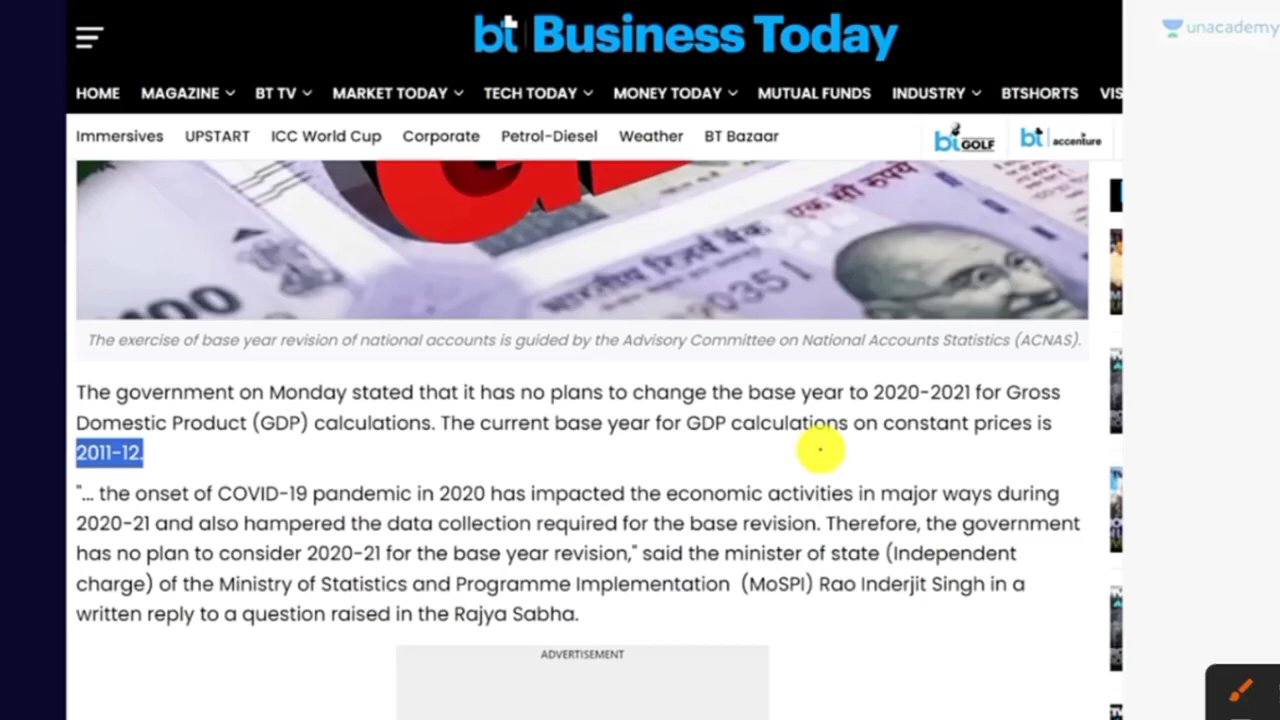 bt Business Today
unacademy
HOME MAGAZINE BT TV MARKET TODAY TECH TODAY MONEY TODAY MUTUAL FUNDS INDUSTRY BTSHORTS VIS
Immersives UPSTART ICC World Cup Corporate Petrol-Diesel Weather BT Bazaar bt GOLF bt accenture
एक सौ रुपये
भारतीय रिज़र्व बैंक
The exercise of base year revision of national accounts is guided by the Advisory Committee on National Accounts Statistics (ACNAS).
The government on Monday stated that it has no plans to change the base year to 2020-2021 for Gross
Domestic Product (GDP) calculations. The current base year for GDP calculations on constant prices is
2011-12.
"... the onset of COVID-19 pandemic in 2020 has impacted the economic activities in major ways during
2020-21 and also hampered the data collection required for the base revision. Therefore, the government
has no plan to consider 2020-21 for the base year revision," said the minister of state (Independent
charge) of the Ministry of Statistics and Programme Implementation (MoSPI) Rao Inderjit Singh in a
written reply to a question raised in the Rajya Sabha.
ADVERTISEMENT